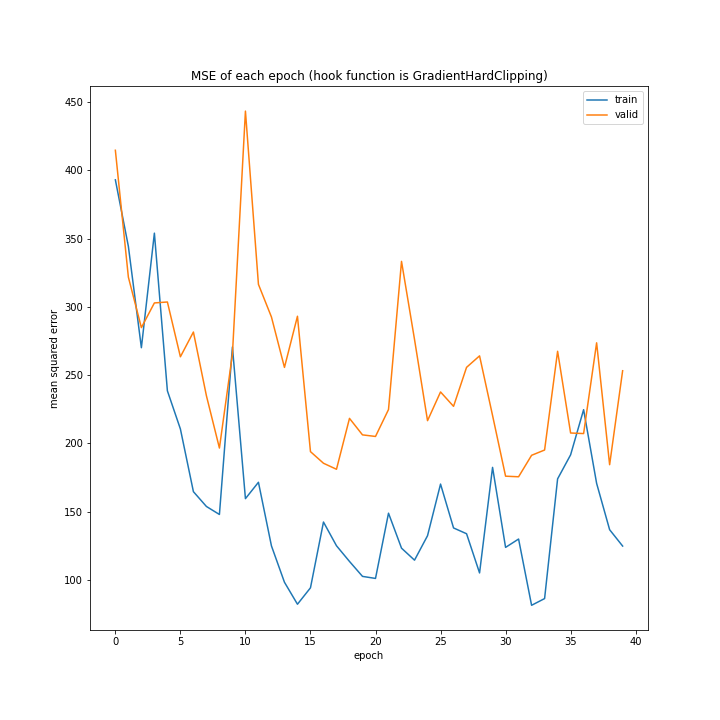 MSE of each epoch (hook function is GradientHardClipping)
train
valid
mean squared error
450
400
350
300
250
200
150
100
0 5 10 15 20 25 30 35 40
epoch